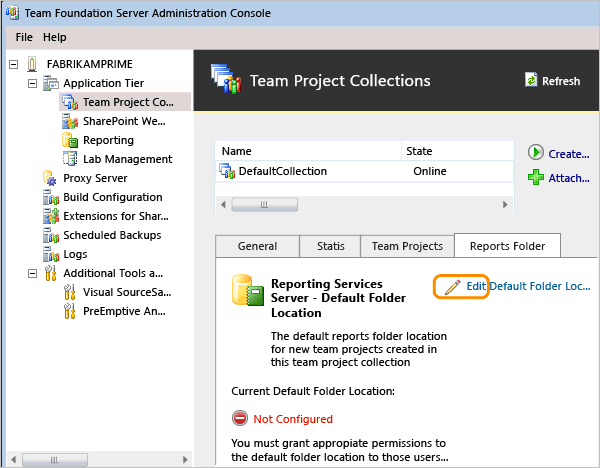 Team Foundation Server Administration Console
File Help
FABRIKAMPRIME
Application Tier
Team Project Co...
SharePoint We...
Reporting
Lab Management
Proxy Server
Build Configuration
Extensions for Shar...
Scheduled Backups
Logs
Additional Tools a...
Visual SourceSa...
PreEmptive An...
Team Project Collections
Refresh
Name State
DefaultCollection Online
Create...
Attach...
General Statis Team Projects Reports Folder
Reporting Services
Server - Default Folder
Location
Edit Default Folder Loc...
The default reports folder location
for new team projects created in
this team project collection
Current Default Folder Location:
Not Configured
You must grant appropiate permissions to
the default folder location to those users...